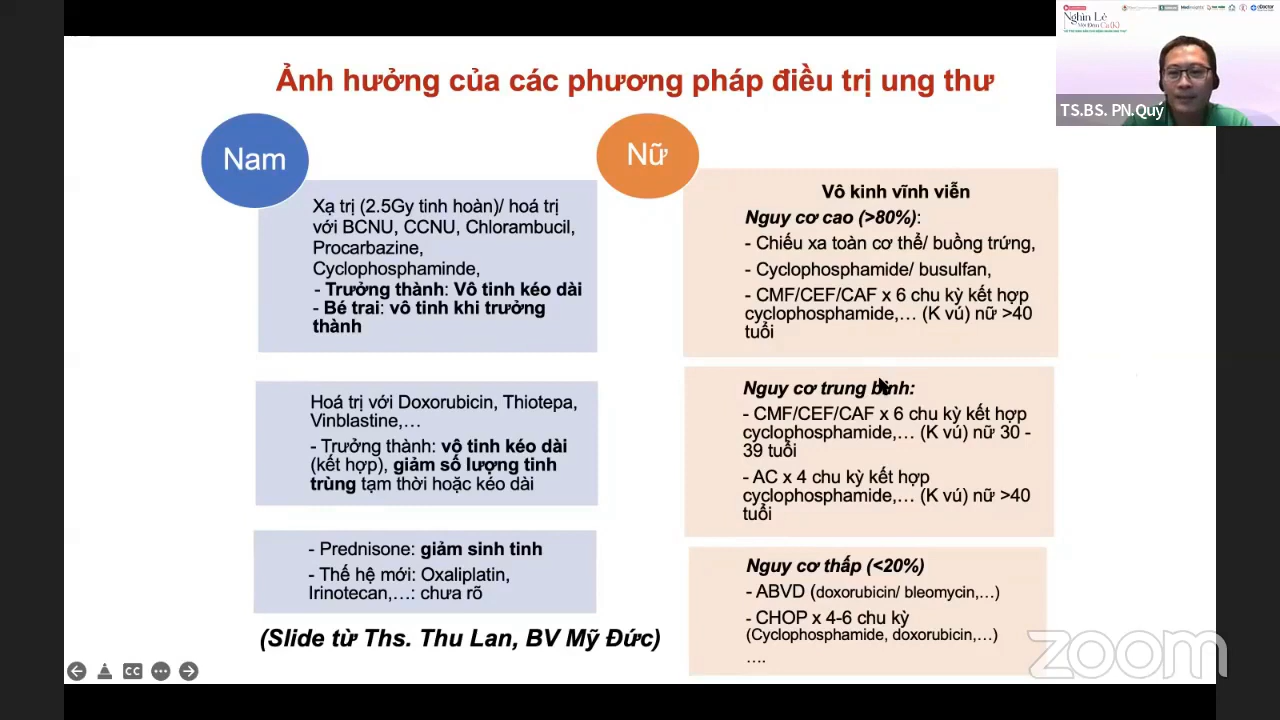 Ảnh hưởng của các phương pháp điều trị ung thư
Nam
Xạ trị (2.5Gy tinh hoàn)/ hoá trị
với BCNU, CCNU, Chlorambucil,
Procarbazine,
Cyclophosphaminde,
- Trưởng thành: Vô tinh kéo dài
- Bé trai: vô tinh khi trưởng
thành
Hoá trị với Doxorubicin, Thiotepa,
Vinblastine,…
- Trưởng thành: vô tinh kéo dài
(kết hợp), giảm số lượng tinh
trùng tạm thời hoặc kéo dài
- Prednisone: giảm sinh tinh
- Thế hệ mới: Oxaliplatin,
Irinotecan,…: chưa rõ
(Slide từ Ths. Thu Lan, BV Mỹ Đức)
Nữ
Vô kinh vĩnh viễn
Nguy cơ cao (>80%):
- Chiếu xạ toàn cơ thể/ buồng trứng,
- Cyclophosphamide/ busulfan,
- CMF/CEF/CAF x 6 chu kỳ kết hợp
cyclophosphamide,… (K vú) nữ >40
tuổi
Nguy cơ trung bình:
- CMF/CEF/CAF x 6 chu kỳ kết hợp
cyclophosphamide,… (K vú) nữ 30 -
39 tuổi
- AC x 4 chu kỳ kết hợp
cyclophosphamide,… (K vú) nữ >40
tuổi
Nguy cơ thấp (<20%)
- ABVD (doxorubicin/ bleomycin,…)
- CHOP x 4-6 chu kỳ
(Cyclophosphamide, doxorubicin,…)
….
Nghìn Lẻ
Một Đêm Ca(K)
TS.BS. PN.Quý
CC
zoom